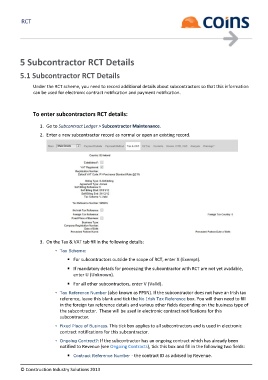 RCT
coins
5 Subcontractor RCT Details
5.1 Subcontractor RCT Details
Under the RCT scheme, you need to record additional details about subcontractors so that this information
can be used for electronic contract notification and payment notification.
To enter subcontractors RCT details:
1. Go to Subcontract Ledger > Subcontractor Maintenance.
2. Enter a new subcontractor record as normal or open an existing record.
3. On the Tax & VAT tab fill in the following details:
◦ Tax Scheme:
▪ For subcontractors outside the scope of RCT, enter E (Exempt).
▪ If mandatory details for processing the subcontractor with RCT are not yet available,
enter U (Unknown).
▪ For all other subcontractors, enter V (Valid).
◦ Tax Reference Number (also known as PPSN). If the subcontractor does not have an Irish tax
reference, leave this blank and tick the No Irish Tax Reference box. You will then need to fill
in the foreign tax reference details and various other fields depending on the business type of
the subcontractor. These will be used in electronic contract notifications for this
subcontractor.
◦ Fixed Place of Business. This tick box applies to all subcontractors and is used in electronic
contract notifications for this subcontractor.
◦ Ongoing Contract? If the subcontractor has an ongoing contract which has already been
notified to Revenue (see Ongoing Contracts), tick this box and fill in the following two fields:
▪ Contract Reference Number - the contract ID as advised by Revenue.
© Construction Industry Solutions 2013